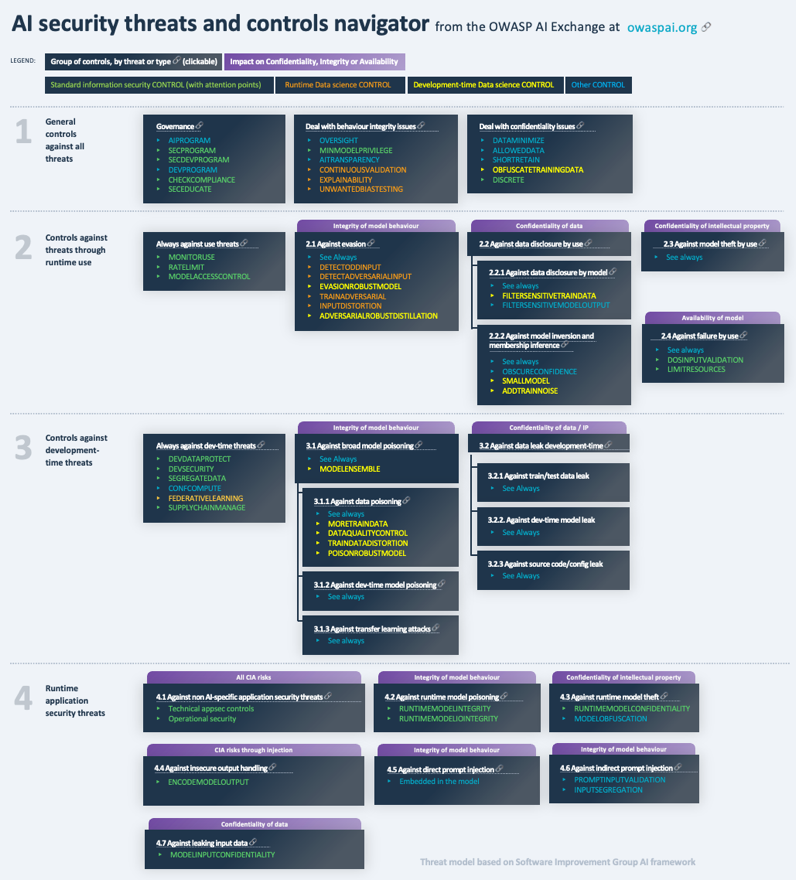 AI security threats and controls navigator from the OWASP AI Exchange at owaspai.org
LEGEND:
Group of controls, by threat or type (clickable)
Impact on Confidentiality, Integrity or Availability
Standard information security CONTROL (with attention points)
Runtime Data science CONTROL
Development-time Data science CONTROL
Other CONTROL
1
General
controls
against all
threats
Governance
AIPROGRAM
SECPROGRAM
SECDEVPROGRAM
DEVPROGRAM
CHECKCOMPLIANCE
SECEDUCATE
Deal with behaviour integrity issues
OVERSIGHT
MINMODELPRIVILEGE
AITRANSPARENCY
CONTINUOUSVALIDATION
EXPLAINABILITY
UNWANTEDBIASTESTING
Deal with confidentiality issues
DATAMINIMIZE
ALLOWEDDATA
SHORTRETAIN
OBFUSCATETRAININGDATA
DISCRETE
2
Controls against
threats through
runtime use
Always against use threats
MONITORUSE
RATELIMIT
MODELACCESSCONTROL
Integrity of model behaviour
2.1 Against evasion
See Always
DETECTODDINPUT
DETECTADVERSARIALINPUT
EVASIONROBUSTMODEL
TRAINADVERSARIAL
INPUTDISTORTION
ADVERSARIALROBUSTDISTILLATION
Confidentiality of data
2.2 Against data disclosure by use
2.2.1 Against data disclosure by model
See always
FILTERSENSITIVETRAINDATA
FILTERSENSITIVEMODELOUTPUT
2.2.2 Against model inversion and
membership inference
See always
OBSCURECONFIDENCE
SMALLMODEL
ADDTRAINNOISE
Confidentiality of intellectual property
2.3 Against model theft by use
See always
Availability of model
2.4 Against failure by use
See always
DOSINPUTVALIDATION
LIMITRESOURCES
3
Controls against
development-
time threats
Always against dev-time threats
DEVDATAPROTECT
DEVSECURITY
SEGREGATEDATA
CONFCOMPUTE
FEDERATIVELEARNING
SUPPLYCHAINMANAGE
Integrity of model behaviour
3.1 Against broad model poisoning
See Always
MODELENSEMBLE
3.1.1 Against data poisoning
See always
MORETRAINDATA
DATAQUALITYCONTROL
TRAINDATADISTORTION
POISONROBUSTMODEL
3.1.2 Against dev-time model poisoning
See always
3.1.3 Against transfer learning attacks
See always
Confidentiality of data / IP
3.2 Against data leak development-time
3.2.1 Against train/test data leak
See Always
3.2.2. Against dev-time model leak
See Always
3.2.3 Against source code/config leak
See Always
4
Runtime
application
security threats
All CIA risks
4.1 Against non AI-specific application security threats
Technical appsec controls
Operational security
Integrity of model behaviour
4.2 Against runtime model poisoning
RUNTIMEMODELINTEGRITY
RUNTIMEMODELIOINTEGRITY
Confidentiality of Intellectual property
4.3 Against runtime model theft
RUNTIMEMODELCONFIDENTIALITY
MODELOBFUSCATION
CIA risks through injection
4.4 Against insecure output handling
ENCODEMODELOUTPUT
Integrity of model behaviour
4.5 Against direct prompt injection
Embedded in the model
Integrity of model behaviour
4.6 Against indirect prompt injection
PROMPTINPUTVALIDATION
INPUTSEGREGATION
Confidentiality of data
4.7 Against leaking input data
MODELINPUTCONFIDENTIALITY
Threat model based on Software Improvement Group AI framework